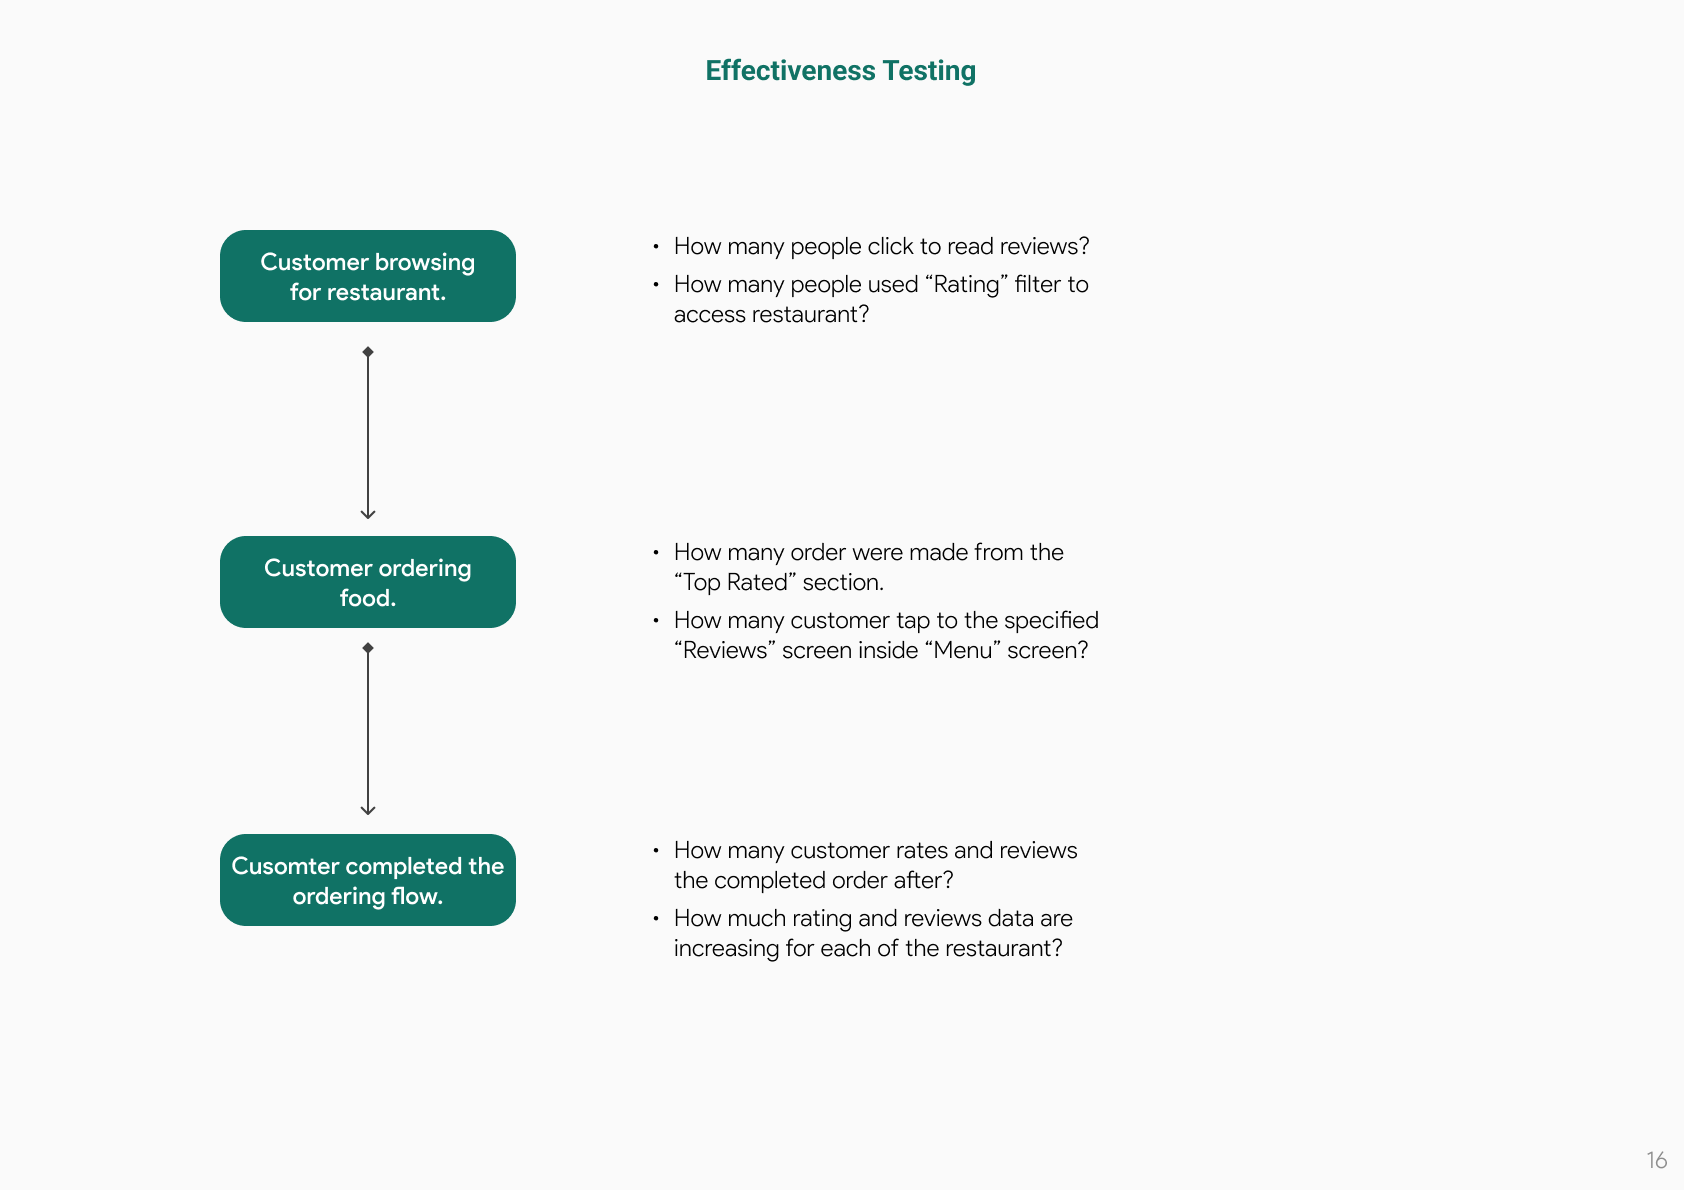 Effectiveness Testing
Customer browsing
for restaurant.
• How many people click to read reviews?
• How many people used “Rating” filter to
access restaurant?
Customer ordering
food.
• How many order were made from the
“Top Rated” section.
• How many customer tap to the specified
“Reviews” screen inside “Menu” screen?
Cusomter completed the
ordering flow.
• How many customer rates and reviews
the completed order after?
• How much rating and reviews data are
increasing for each of the restaurant?
16